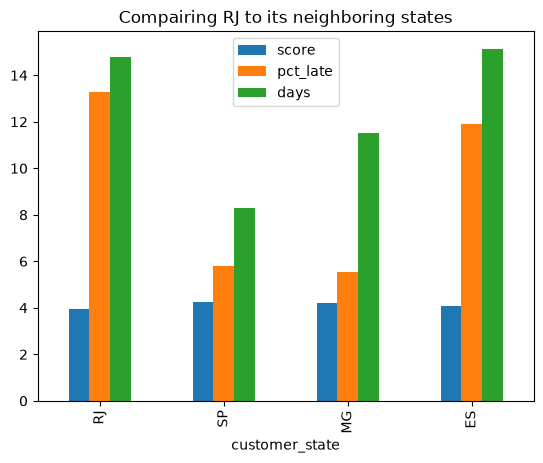 Compairing RJ to its neighboring states
score
pct_late
days
14
12
10
8
6
4
2
0
RJ
SP
MG
ES
customer_state